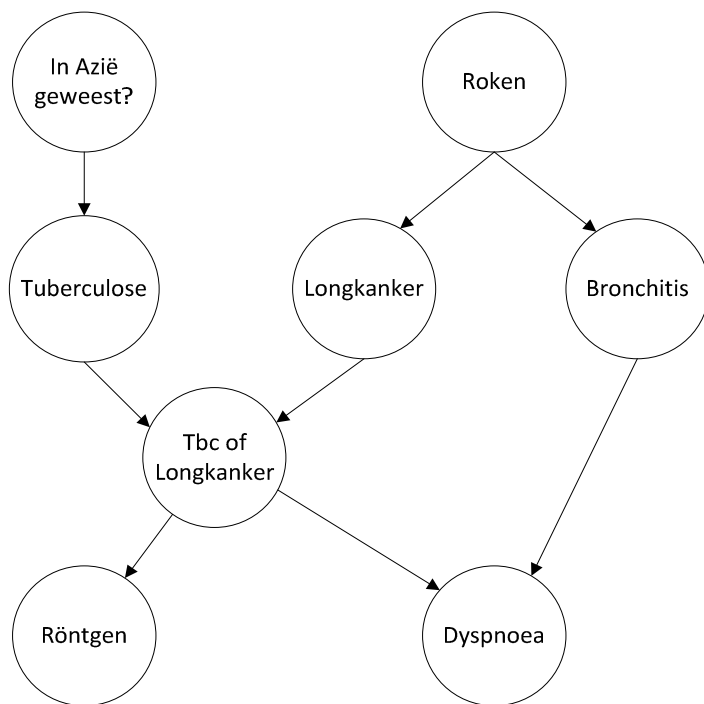 In Azië
geweest?
Roken
Tuberculose
Longkanker
Bronchitis
Tbc of
Longkanker
Röntgen
Dyspnoea